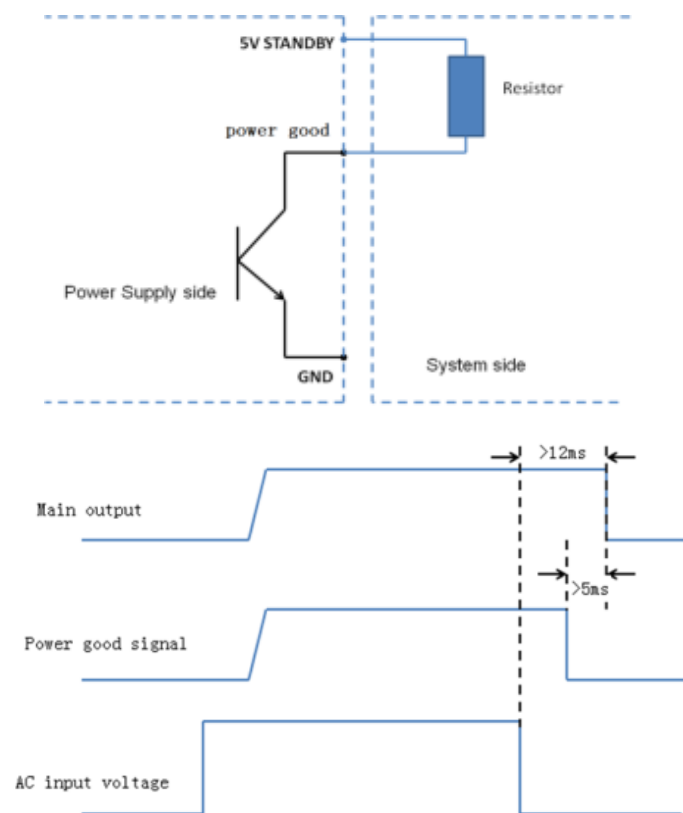 5V STANDBY
Resistor
power good
Power Supply side
System side
GND
>12ms
Main output
>5ms
Power good signal
AC input voltage